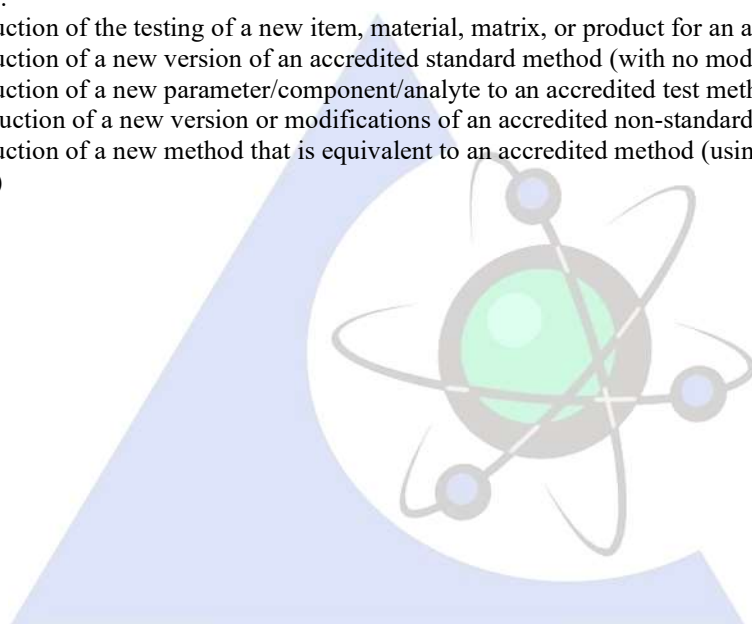 .
uction of the testing of a new item, material, matrix, or product for an a
uction of a new version of an accredited standard method (with no mod
uction of a new parameter/component/analyte to an accredited test meth
uction of a new version or modifications of an accredited non-standard
uction of a new method that is equivalent to an accredited method (usin
)